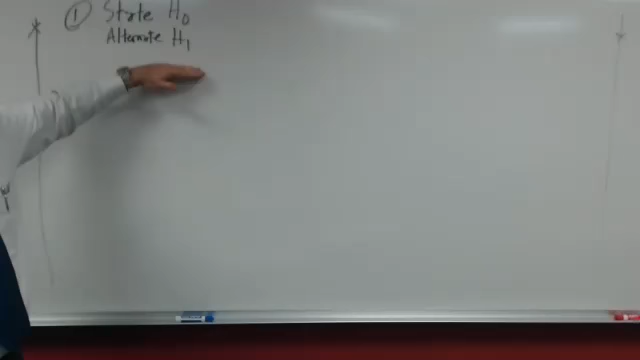 ① State H₀
Alternate H₁